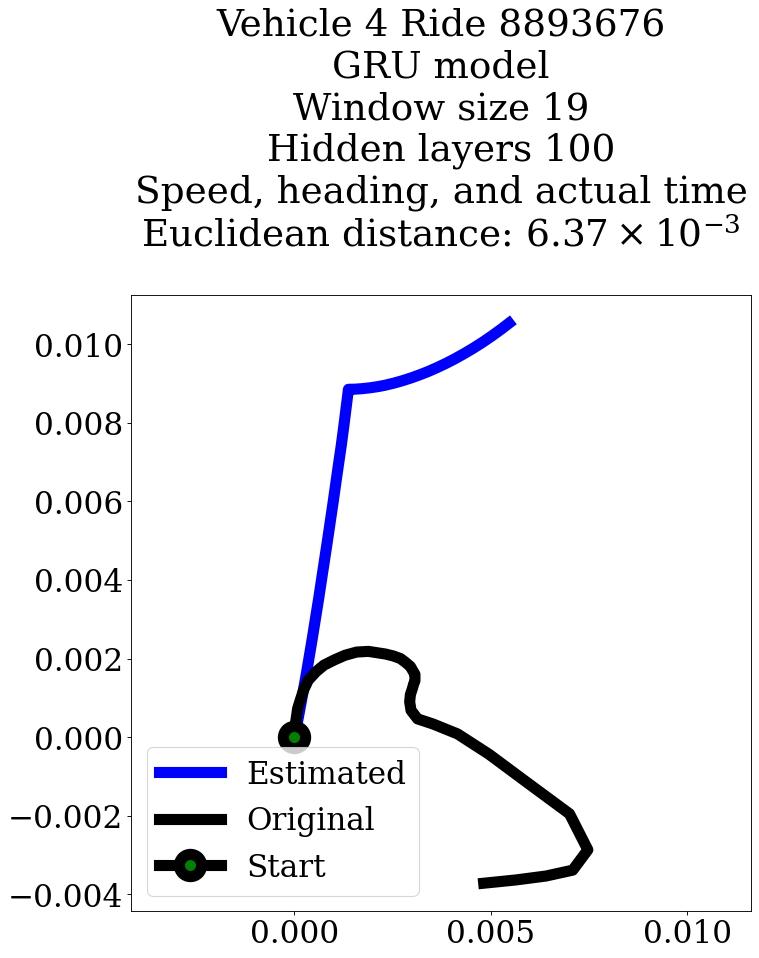 Vehicle 4 Ride 8893676
GRU model
Window size 19
Hidden layers 100
Speed, heading, and actual time
Euclidean distance: 6.37 × 10⁻³
0.010
0.008
0.006
0.004
0.002
0.000
−0.002
−0.004
Estimated
Original
Start
0.000 0.005 0.010